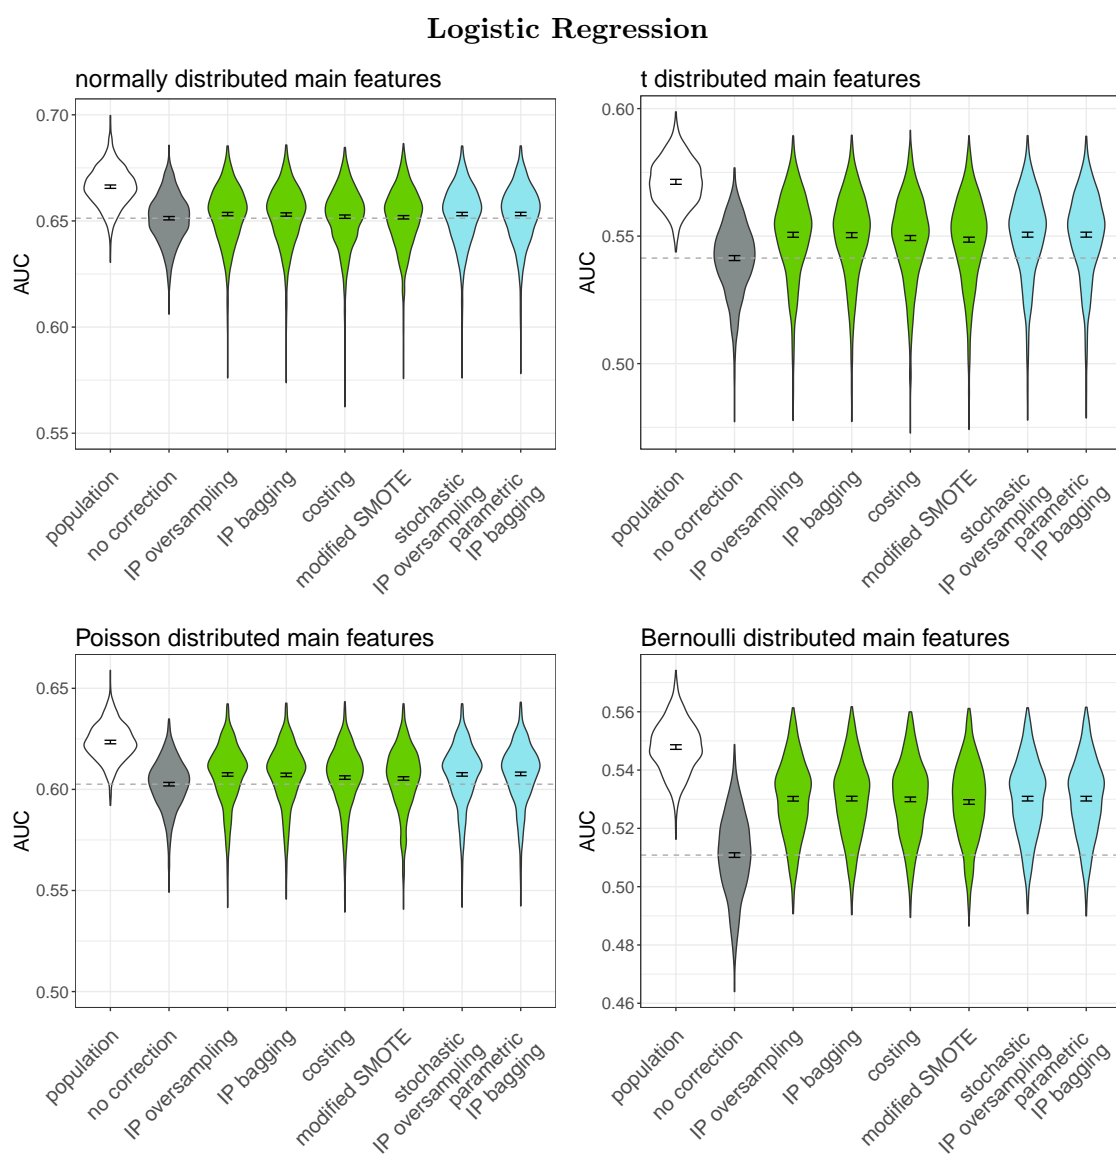 Logistic Regression
normally distributed main features
0.70
0.65
0.60
0.55
AUC
population
no correction
IP oversampling
IP bagging
costing
modified SMOTE
stochastic
IP oversampling
parametric
IP bagging
t distributed main features
0.60
0.55
0.50
AUC
population
no correction
IP oversampling
IP bagging
costing
modified SMOTE
stochastic
IP oversampling
parametric
IP bagging
Poisson distributed main features
0.65
0.60
0.55
0.50
AUC
population
no correction
IP oversampling
IP bagging
costing
modified SMOTE
stochastic
IP oversampling
parametric
IP bagging
Bernoulli distributed main features
0.56
0.54
0.52
0.50
0.48
0.46
AUC
population
no correction
IP oversampling
IP bagging
costing
modified SMOTE
stochastic
IP oversampling
parametric
IP bagging